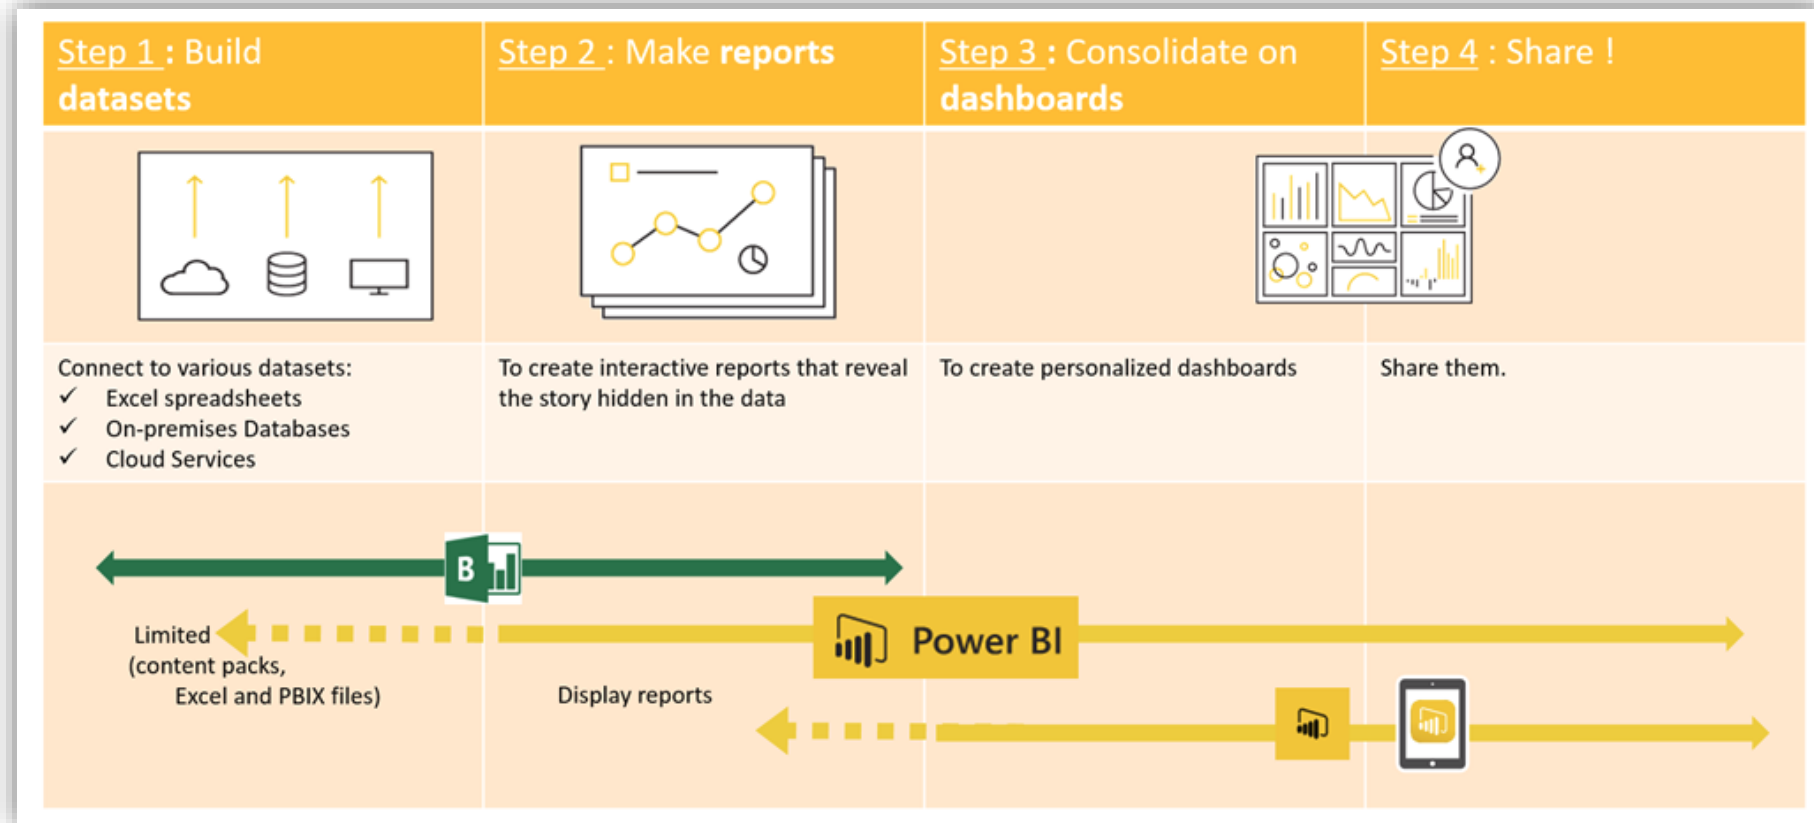 Step 1 : Build
datasets
Step 2 : Make reports
Step 3 : Consolidate on
dashboards
Step 4 : Share !
Connect to various datasets:
✓ Excel spreadsheets
✓ On-premises Databases
✓ Cloud Services
To create interactive reports that reveal
the story hidden in the data
To create personalized dashboards
Share them.
B
Limited
(content packs,
Excel and PBIX files)
Power BI
Display reports